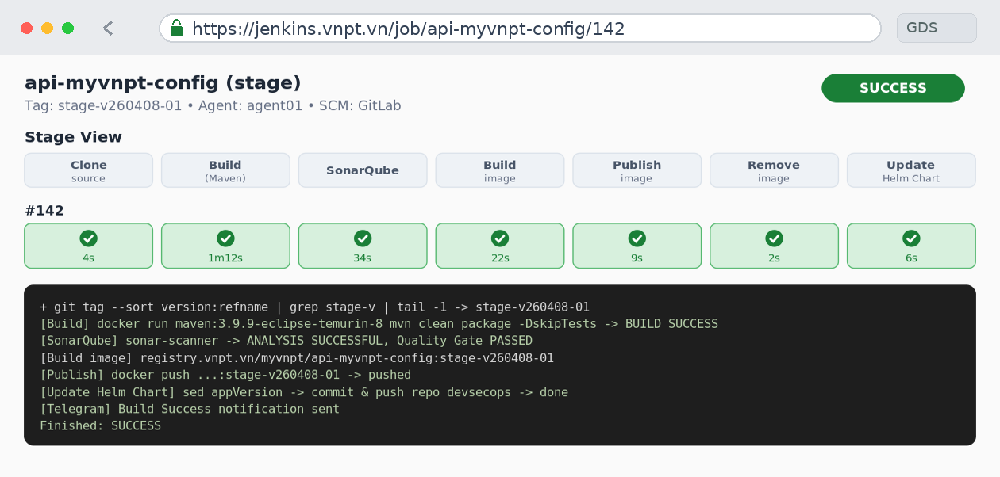 https://jenkins.vnpt.vn/job/api-myvnpt-config/142
GDS
api-myvnpt-config (stage)
SUCCESS
Tag: stage-v260408-01 • Agent: agent01 • SCM: GitLab
Stage View
Clone
source
Build
(Maven)
SonarQube
Build
image
Publish
image
Remove
image
Update
Helm Chart
#142
4s
1m12s
34s
22s
9s
2s
6s
+ git tag --sort version:refname | grep stage-v | tail -1 -> stage-v260408-01
[Build] docker run maven:3.9.9-eclipse-temurin-8 mvn clean package -DskipTests -> BUILD SUCCESS
[SonarQube] sonar-scanner -> ANALYSIS SUCCESSFUL, Quality Gate PASSED
[Build image] registry.vnpt.vn/myvnpt/api-myvnpt-config:stage-v260408-01
[Publish] docker push ...:stage-v260408-01 -> pushed
[Update Helm Chart] sed appVersion -> commit & push repo devsecops -> done
[Telegram] Build Success notification sent
Finished: SUCCESS